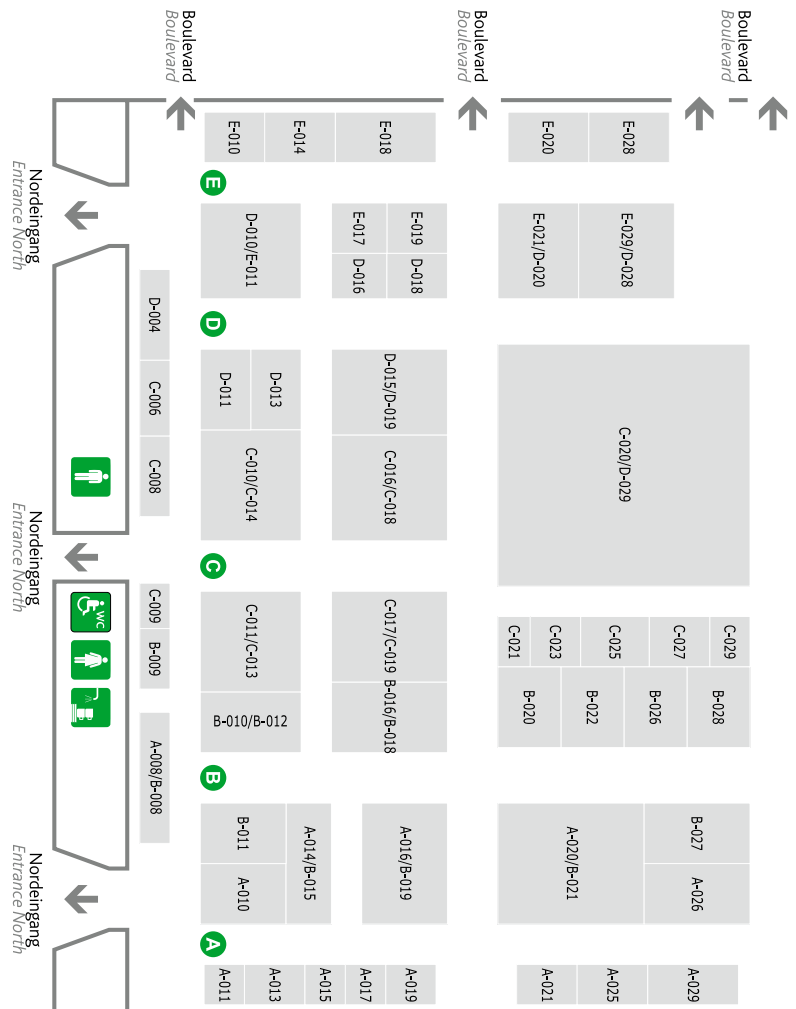 Boulevard
Boulevard
Boulevard
Boulevard
Boulevard
Boulevard
E-010
E-014
E-018
E-020
E-028
E
Nordeingang
Entrance North
D-010/E-011
E-017
E-019
D-016
D-018
E-021/D-020
E-029/D-028
D
D-004
C-006
C-008
D-011
D-013
D-015/D-019
C-010/C-014
C-016/C-018
C-020/D-029
Nordeingang
Entrance North
C
WC
C-009
B-009
C-011/C-013
C-017/C-019
C-021
C-023
C-025
C-027
C-029
B-010/B-012
B-016/B-018
B-020
B-022
B-026
B-028
A-008/B-008
B
B-011
A-010
A-014/B-015
A-016/B-019
A-020/B-021
B-027
A-026
Nordeingang
Entrance North
A
A-011
A-013
A-015
A-017
A-019
A-021
A-025
A-029